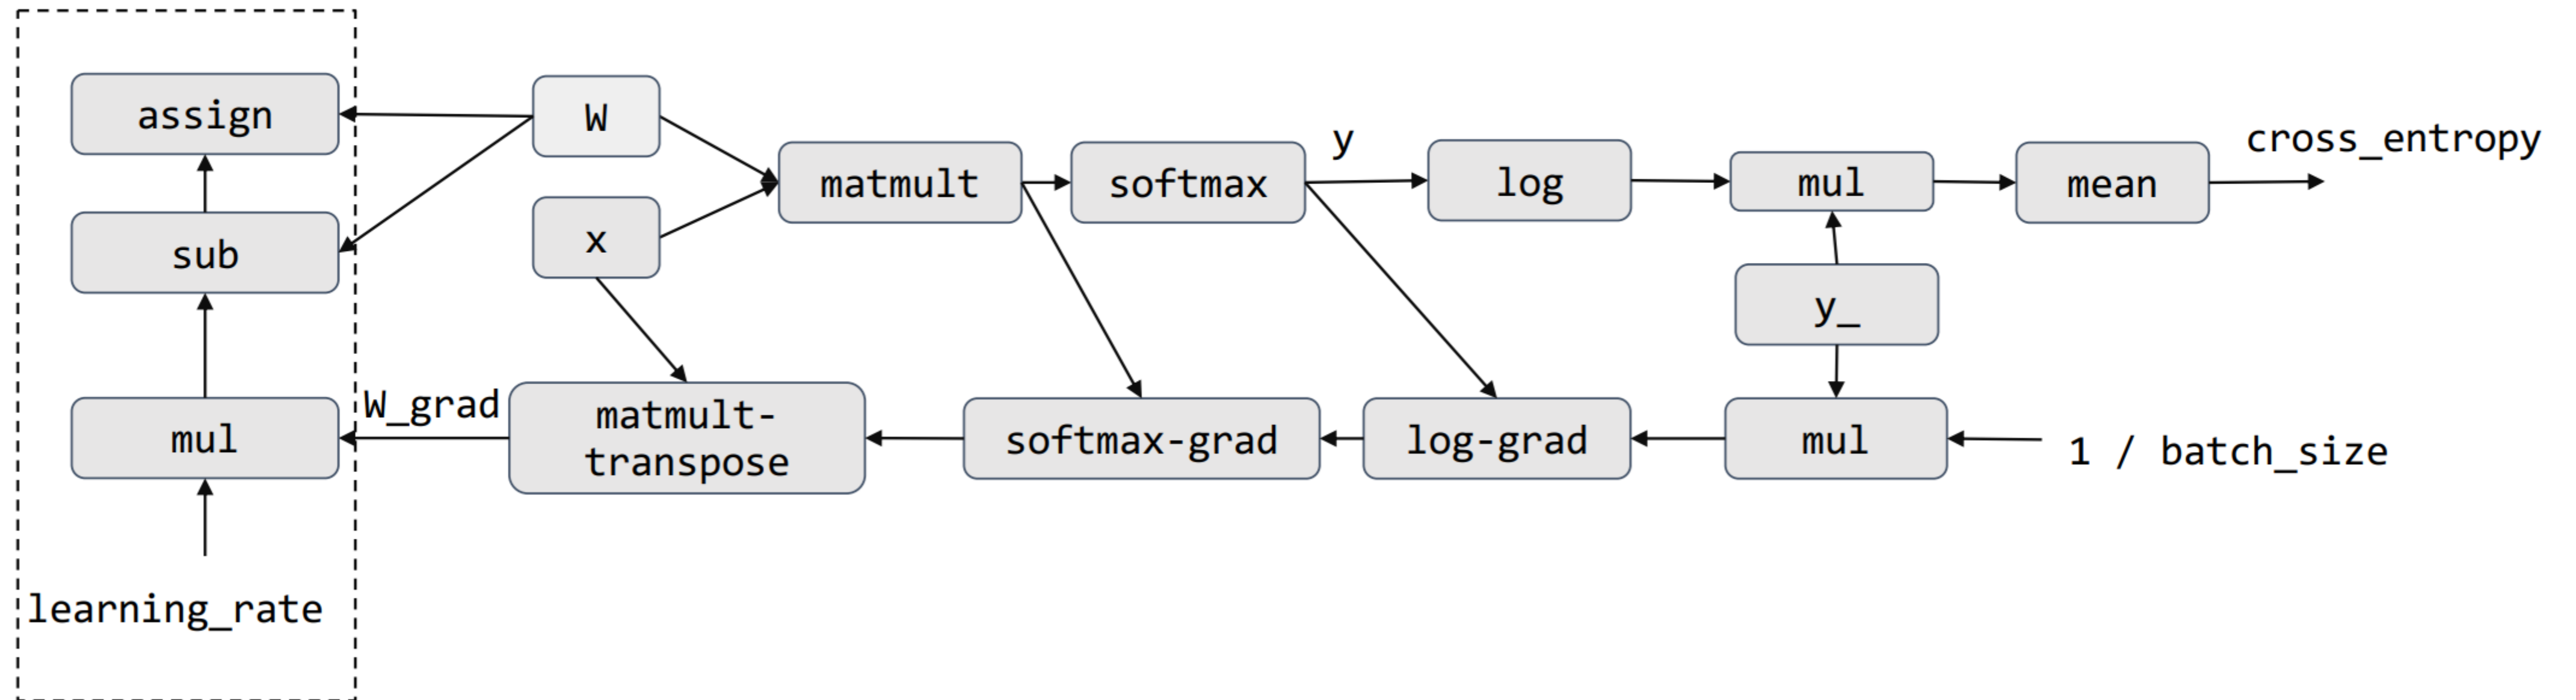 assign
W
matmult
softmax
y
log
mul
mean
cross_entropy
sub
x
y_
mul
W_grad
matmult-
transpose
softmax-grad
log-grad
mul
1 / batch_size
learning_rate